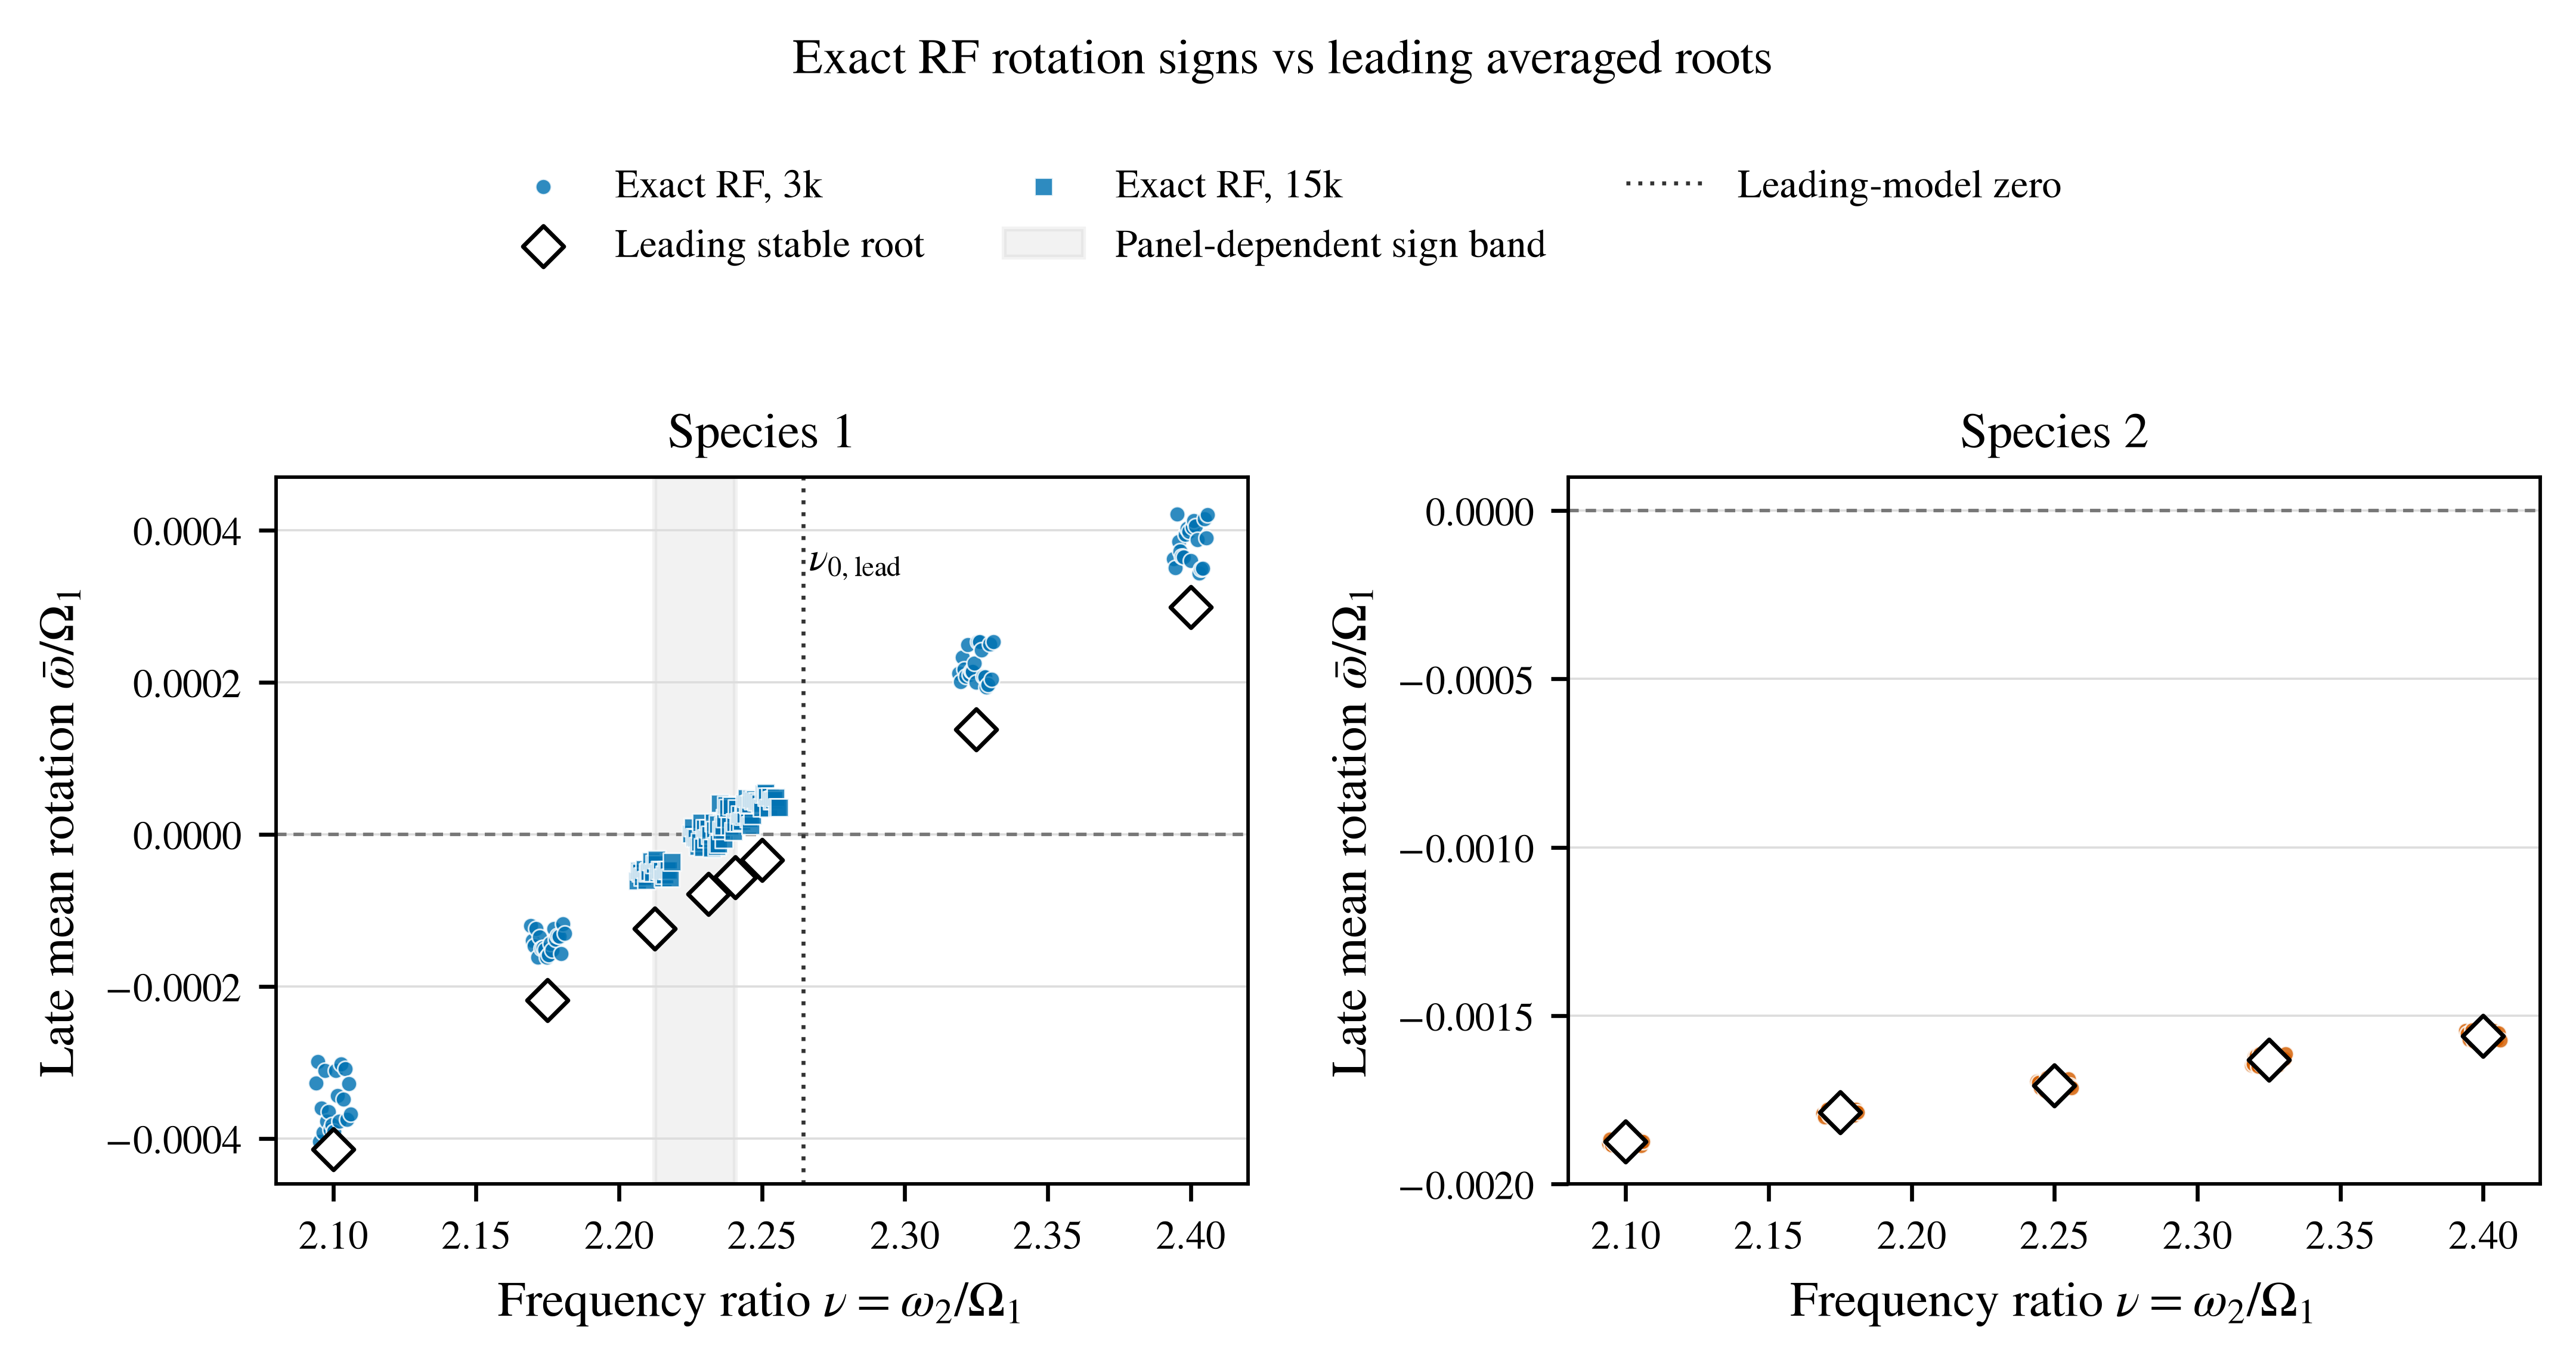 Exact RF rotation signs vs leading averaged roots
Exact RF, 3k
Exact RF, 15k
Leading-model zero
Leading stable root
Panel-dependent sign band
Species 1
Late mean rotation ω̄/Ω₁
0.0004
0.0002
0.0000
−0.0002
−0.0004
ν₀, lead
2.10 2.15 2.20 2.25 2.30 2.35 2.40
Frequency ratio ν = ω₂/Ω₁
Species 2
Late mean rotation ω̄/Ω₁
0.0000
−0.0005
−0.0010
−0.0015
−0.0020
2.10 2.15 2.20 2.25 2.30 2.35 2.40
Frequency ratio ν = ω₂/Ω₁